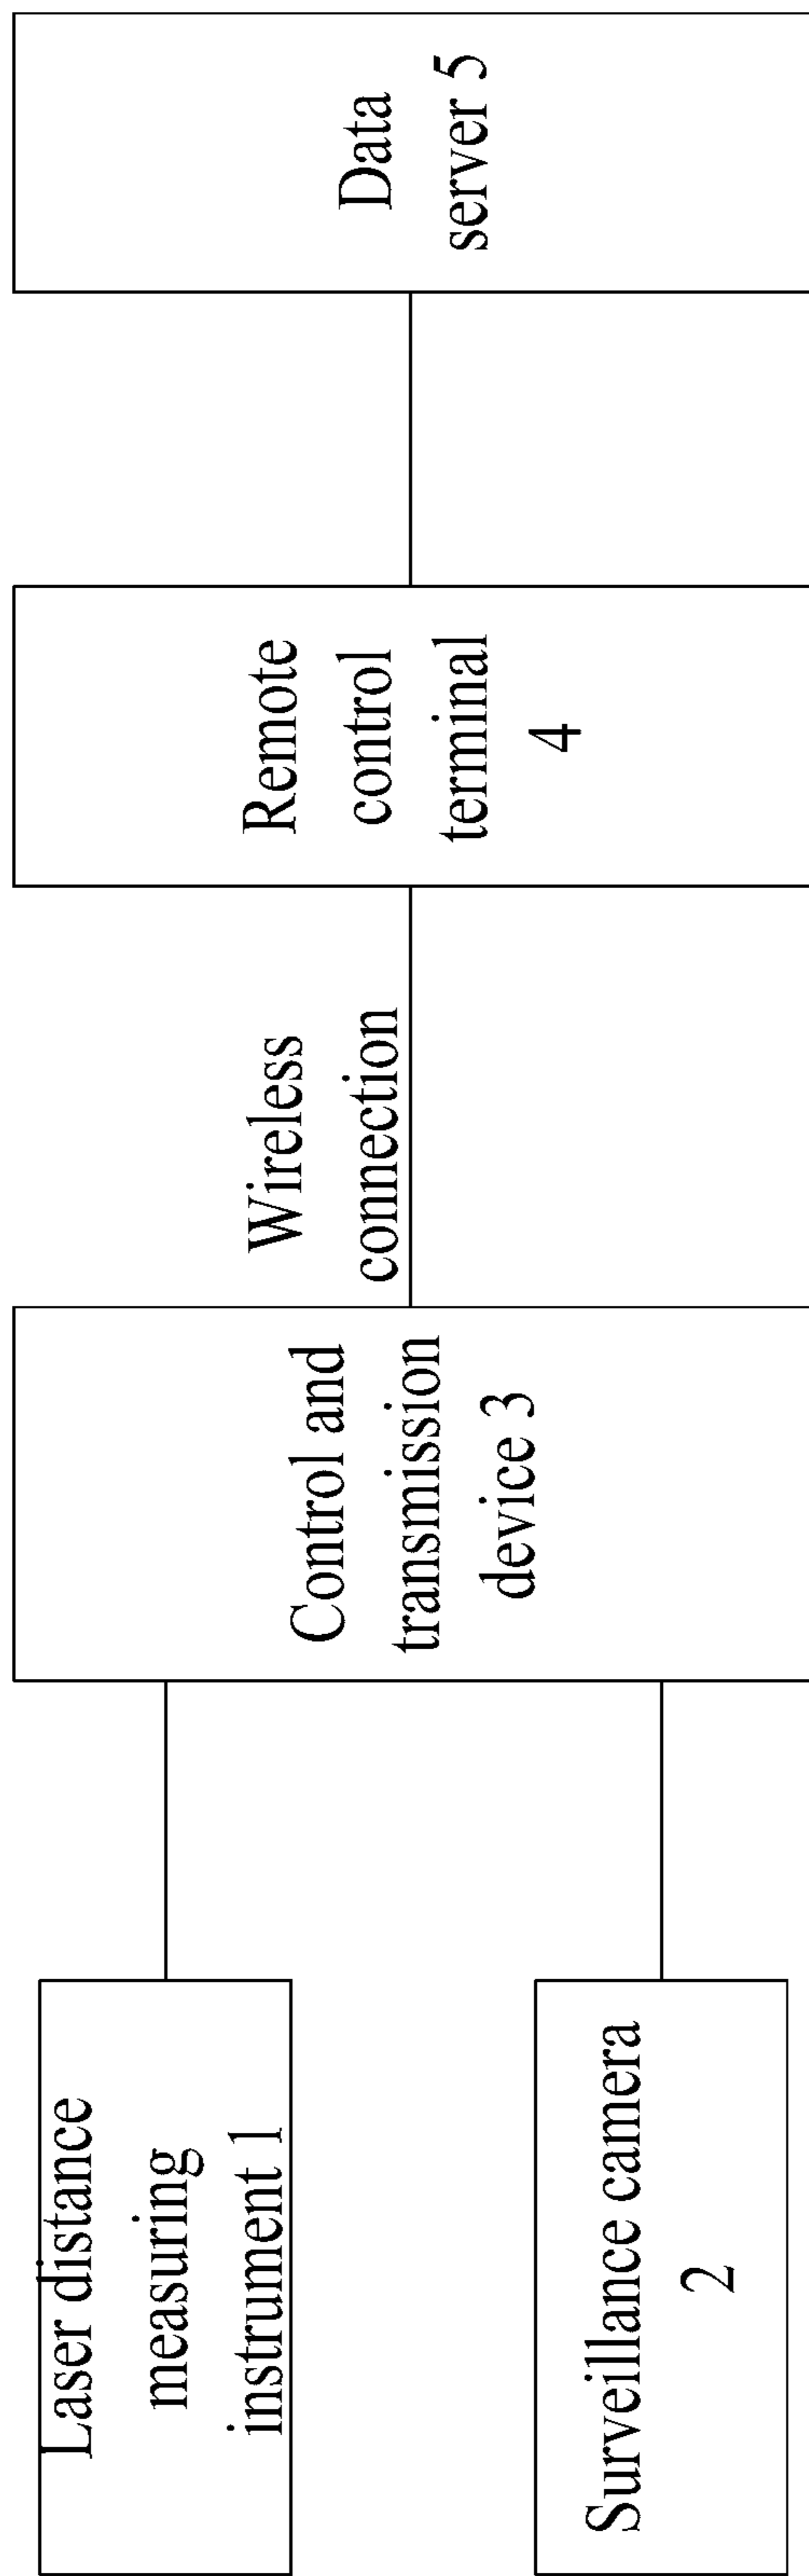 Laser distance
measuring
instrument 1
Surveillance camera
2
Control and
transmission
device 3
Wireless
connection
Remote
control
terminal
4
Data
server 5